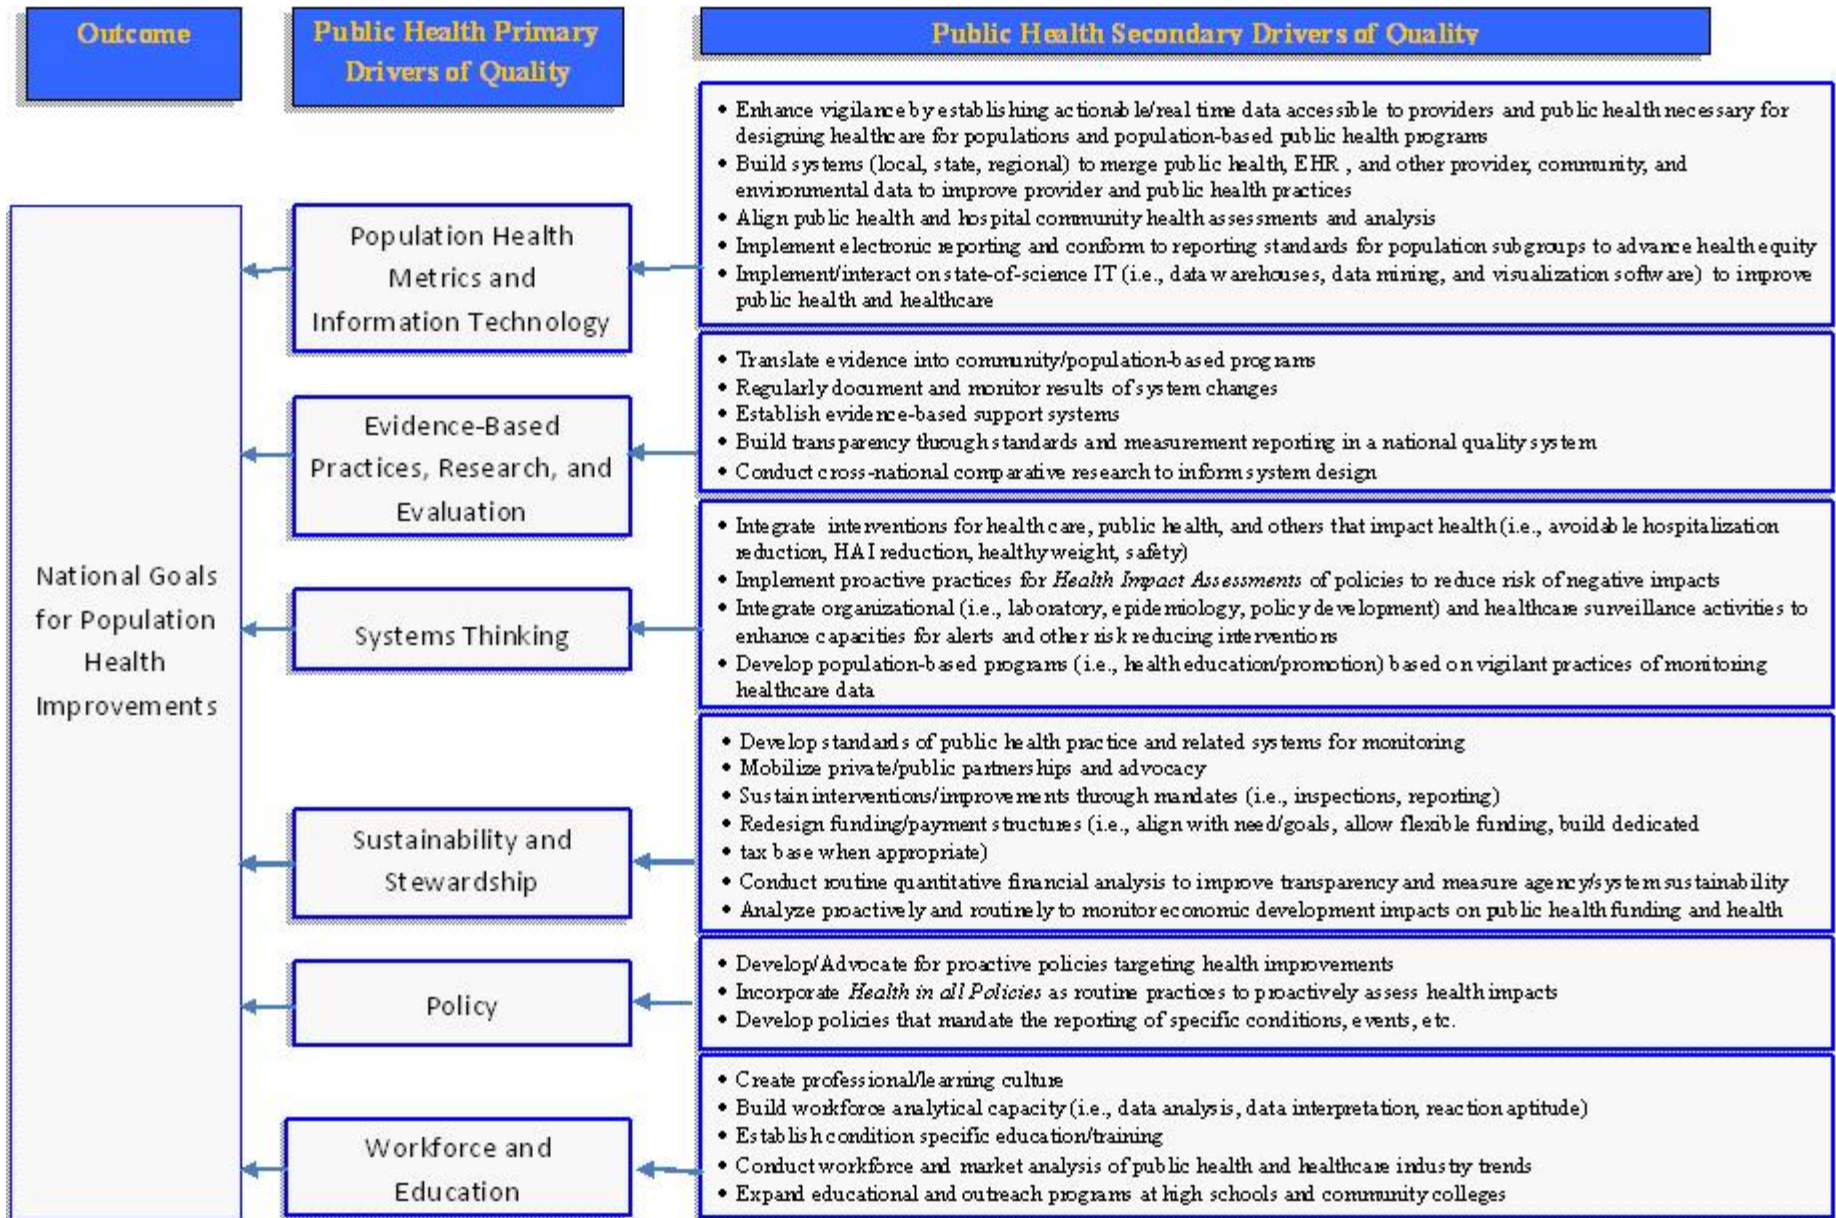 Outcome
Public Health Primary
Drivers of Quality
Public Health Secondary Drivers of Quality
National Goals
for Population
Health
Improvements
Population Health
Metrics and
Information Technology
• Enhance vigilance by establishing actionable/real time data accessible to providers and public health necessary for
designing healthcare for populations and population-based public health programs
• Build systems (local, state, regional) to merge public health, EHR , and other provider, community, and
environmental data to improve provider and public health practices
• Align public health and hospital community health assessments and analysis
• Implement electronic reporting and conform to reporting standards for population subgroups to advance health equity
• Implement/interact on state-of-science IT (i.e., data warehouses, data mining, and visualization software) to improve
public health and healthcare
Evidence-Based
Practices, Research, and
Evaluation
• Translate evidence into community/population-based programs
• Regularly document and monitor results of system changes
• Establish evidence-based support systems
• Build transparency through standards and measurement reporting in a national quality system
• Conduct cross-national comparative research to inform system design
Systems Thinking
• Integrate interventions for health care, public health, and others that impact health (i.e., avoidable hospitalization
reduction, HAI reduction, healthy weight, safety)
• Implement proactive practices for Health Impact Assessments of policies to reduce risk of negative impacts
• Integrate organizational (i.e., laboratory, epidemiology, policy development) and healthcare surveillance activities to
enhance capacities for alerts and other risk reducing interventions
• Develop population-based programs (i.e., health education/promotion) based on vigilant practices of monitoring
healthcare data
Sustainability and
Stewardship
• Develop standards of public health practice and related systems for monitoring
• Mobilize private/public partnerships and advocacy
• Sustain interventions/improvements through mandates (i.e., inspections, reporting)
• Redesign funding/payment structures (i.e., align with need/goals, allow flexible funding, build dedicated
• tax base when appropriate)
• Conduct routine quantitative financial analysis to improve transparency and measure agency/system sustainability
• Analyze proactively and routinely to monitor economic development impacts on public health funding and health
Policy
• Develop/Advocate for proactive policies targeting health improvements
• Incorporate Health in all Policies as routine practices to proactively assess health impacts
• Develop policies that mandate the reporting of specific conditions, events, etc.
Workforce and
Education
• Create professional/learning culture
• Build workforce analytical capacity (i.e., data analysis, data interpretation, reaction aptitude)
• Establish condition specific education/training
• Conduct workforce and market analysis of public health and healthcare industry trends
• Expand educational and outreach programs at high schools and community colleges